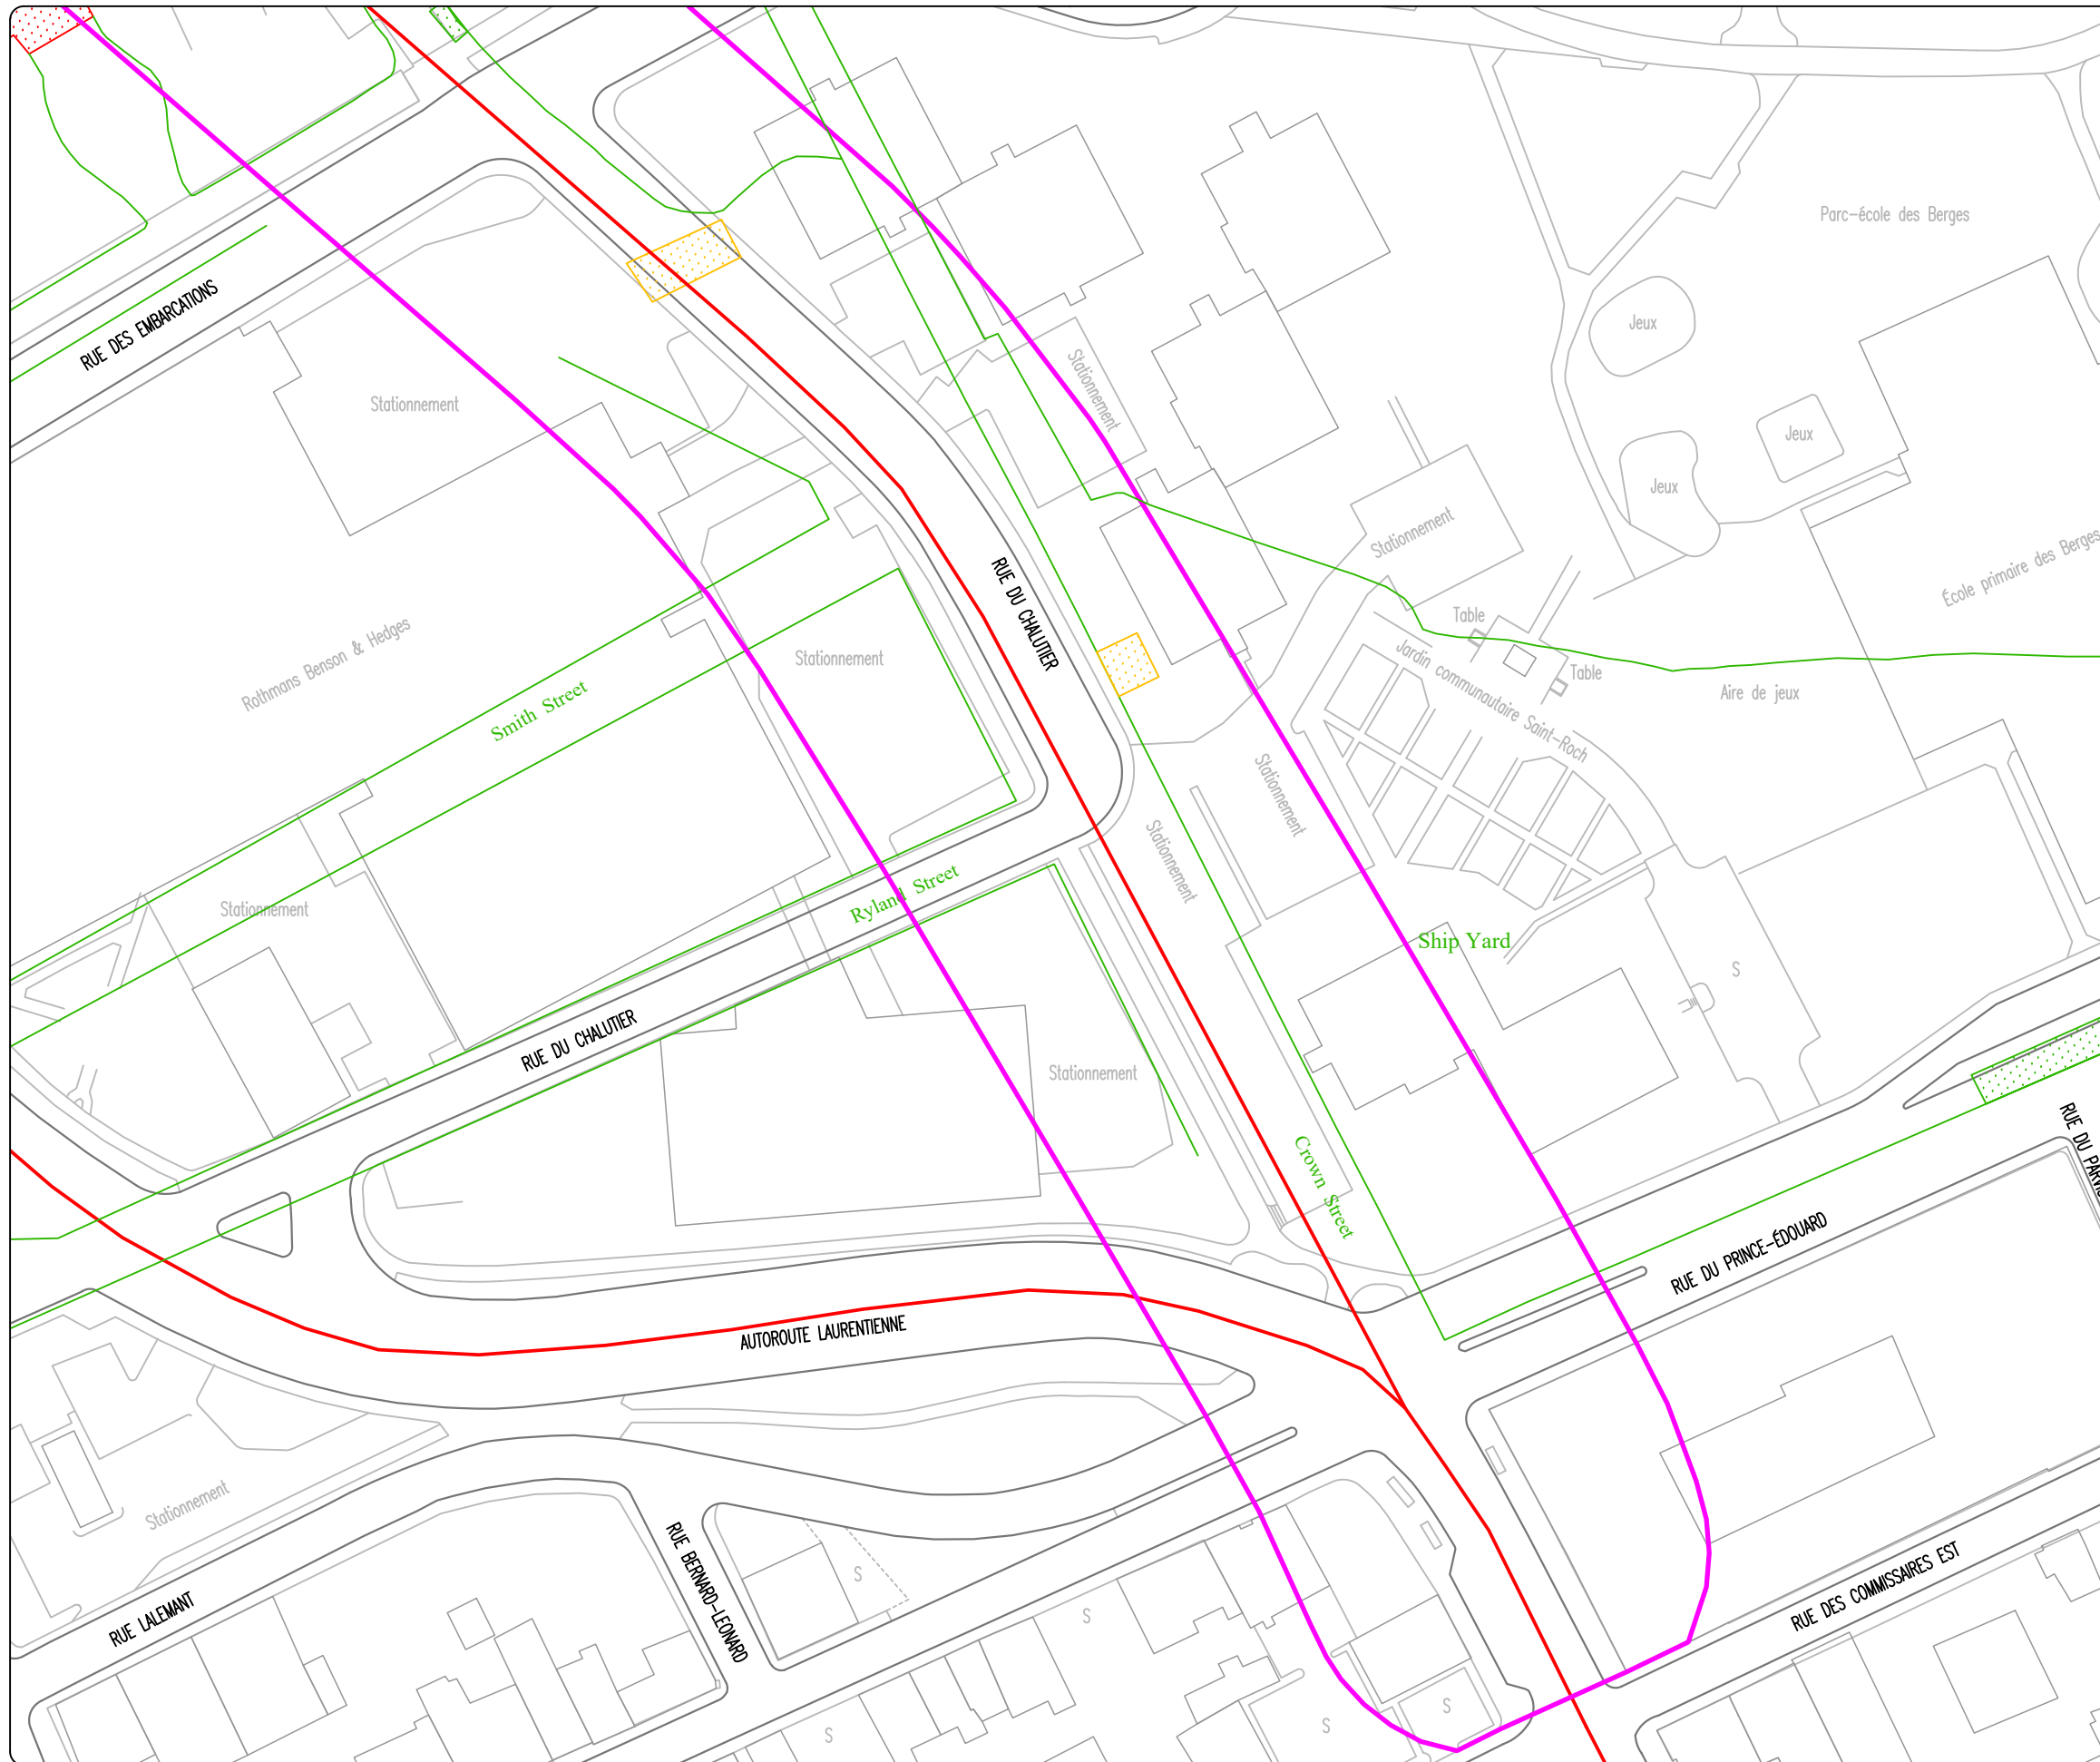 Parc-école des Berges
RUE DES EMBARCATIONS
Jeux
Stationnement
Stationnement
Jeux
Jeux
Stationnement
École primaire des Berges
RUE DU CHALUTIER
Table
Rothmans Benson & Hedges
Stationnement
Jardin communautaire Saint-Roch
Table
Aire de jeux
Smith Street
Stationnement
Stationnement
Ryland Street
Stationnement
Ship Yard
S
RUE DU CHALUTIER
Stationnement
Crown Street
RUE DU PRINCE-ÉDOUARD
AUTOROUTE LAURENTIENNE
Stationnement
RUE BERNARD-LEONARD
S
RUE DES COMMISSAIRES EST
RUE LALEMANT
S
S
S
S